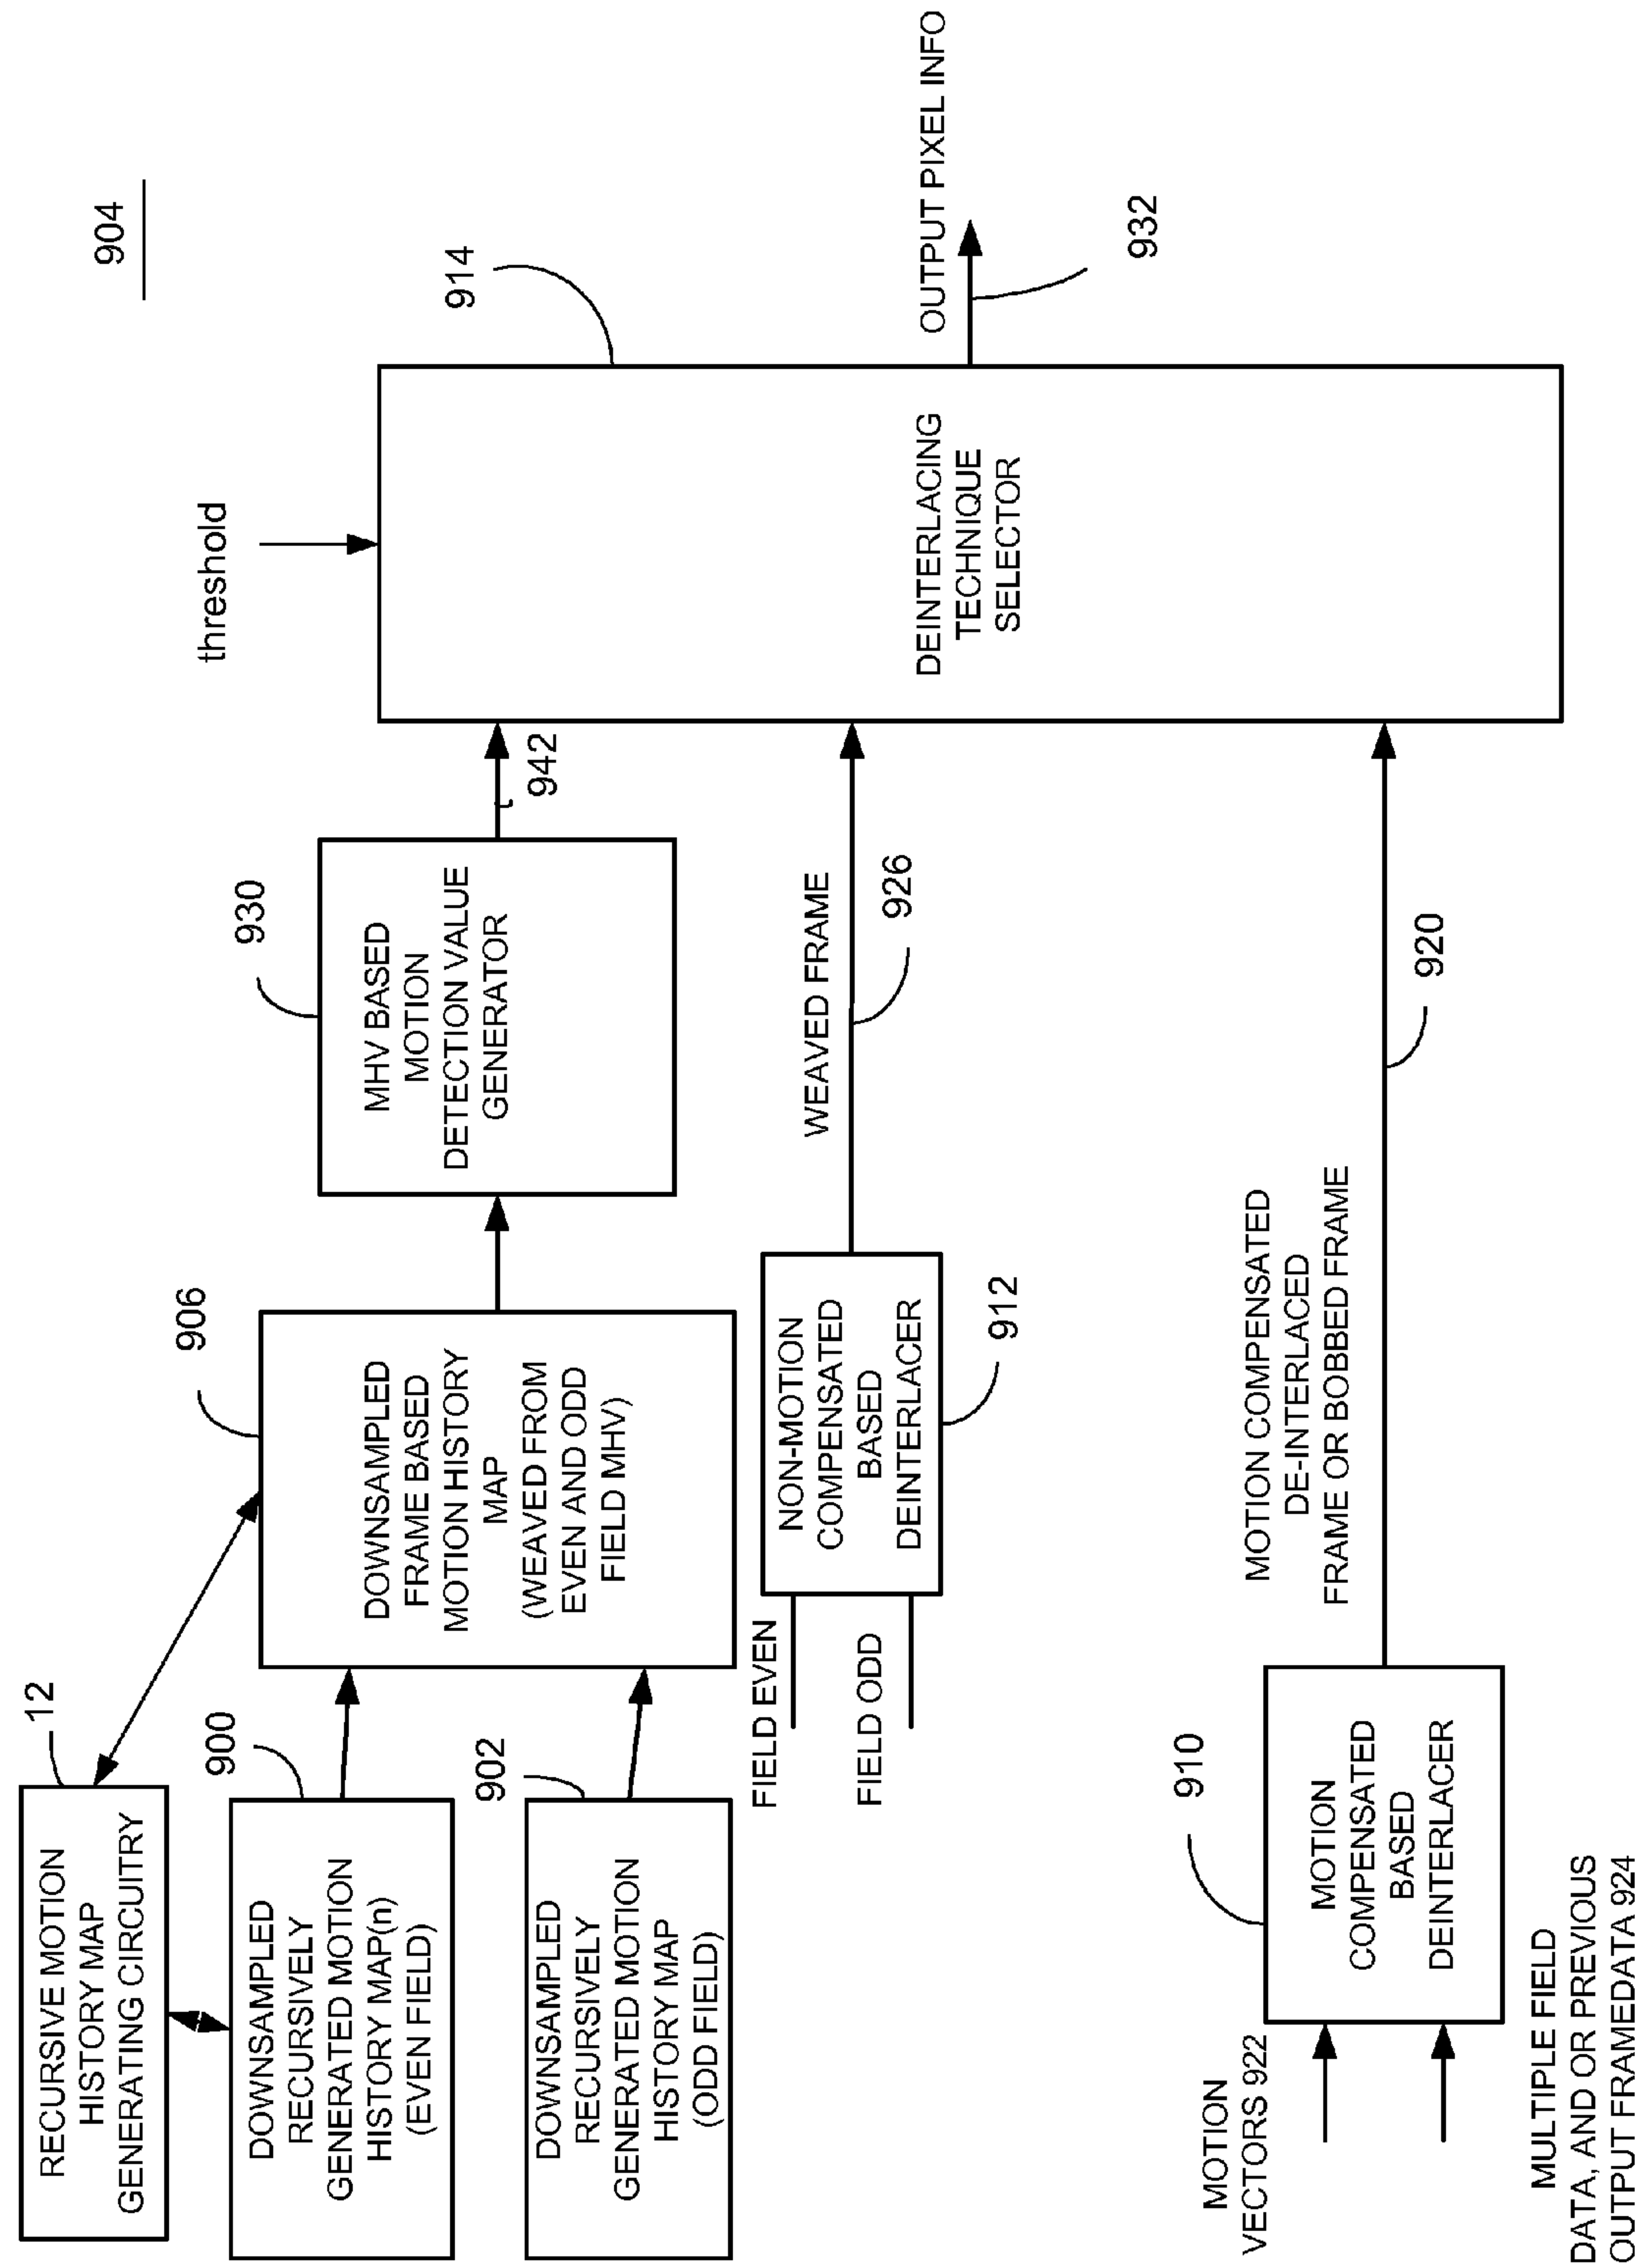 904
RECURSIVE MOTION
HISTORY MAP
GENERATING CIRCUITRY
12
DOWNSAMPLED
RECURSIVELY
GENERATED MOTION
HISTORY MAP(n)
(EVEN FIELD)
900
DOWNSAMPLED
RECURSIVELY
GENERATED MOTION
HISTORY MAP
(ODD FIELD)
902
DOWNSAMPLED
FRAME BASED
MOTION HISTORY
MAP
(WEAVED FROM
EVEN AND ODD
FIELD MHV)
906
MHV BASED
MOTION
DETECTION VALUE
GENERATOR
930
942
threshold
914
DEINTERLACING
TECHNIQUE
SELECTOR
OUTPUT PIXEL INFO
932
FIELD EVEN
FIELD ODD
NON-MOTION
COMPENSATED
BASED
DEINTERLACER
912
WEAVED FRAME
926
MOTION
VECTORS 922
MULTIPLE FIELD
DATA, AND OR PREVIOUS
OUTPUT FRAMEDATA 924
910
MOTION
COMPENSATED
BASED
DEINTERLACER
MOTION COMPENSATED
DE-INTERLACED
FRAME OR BOBBED FRAME
920